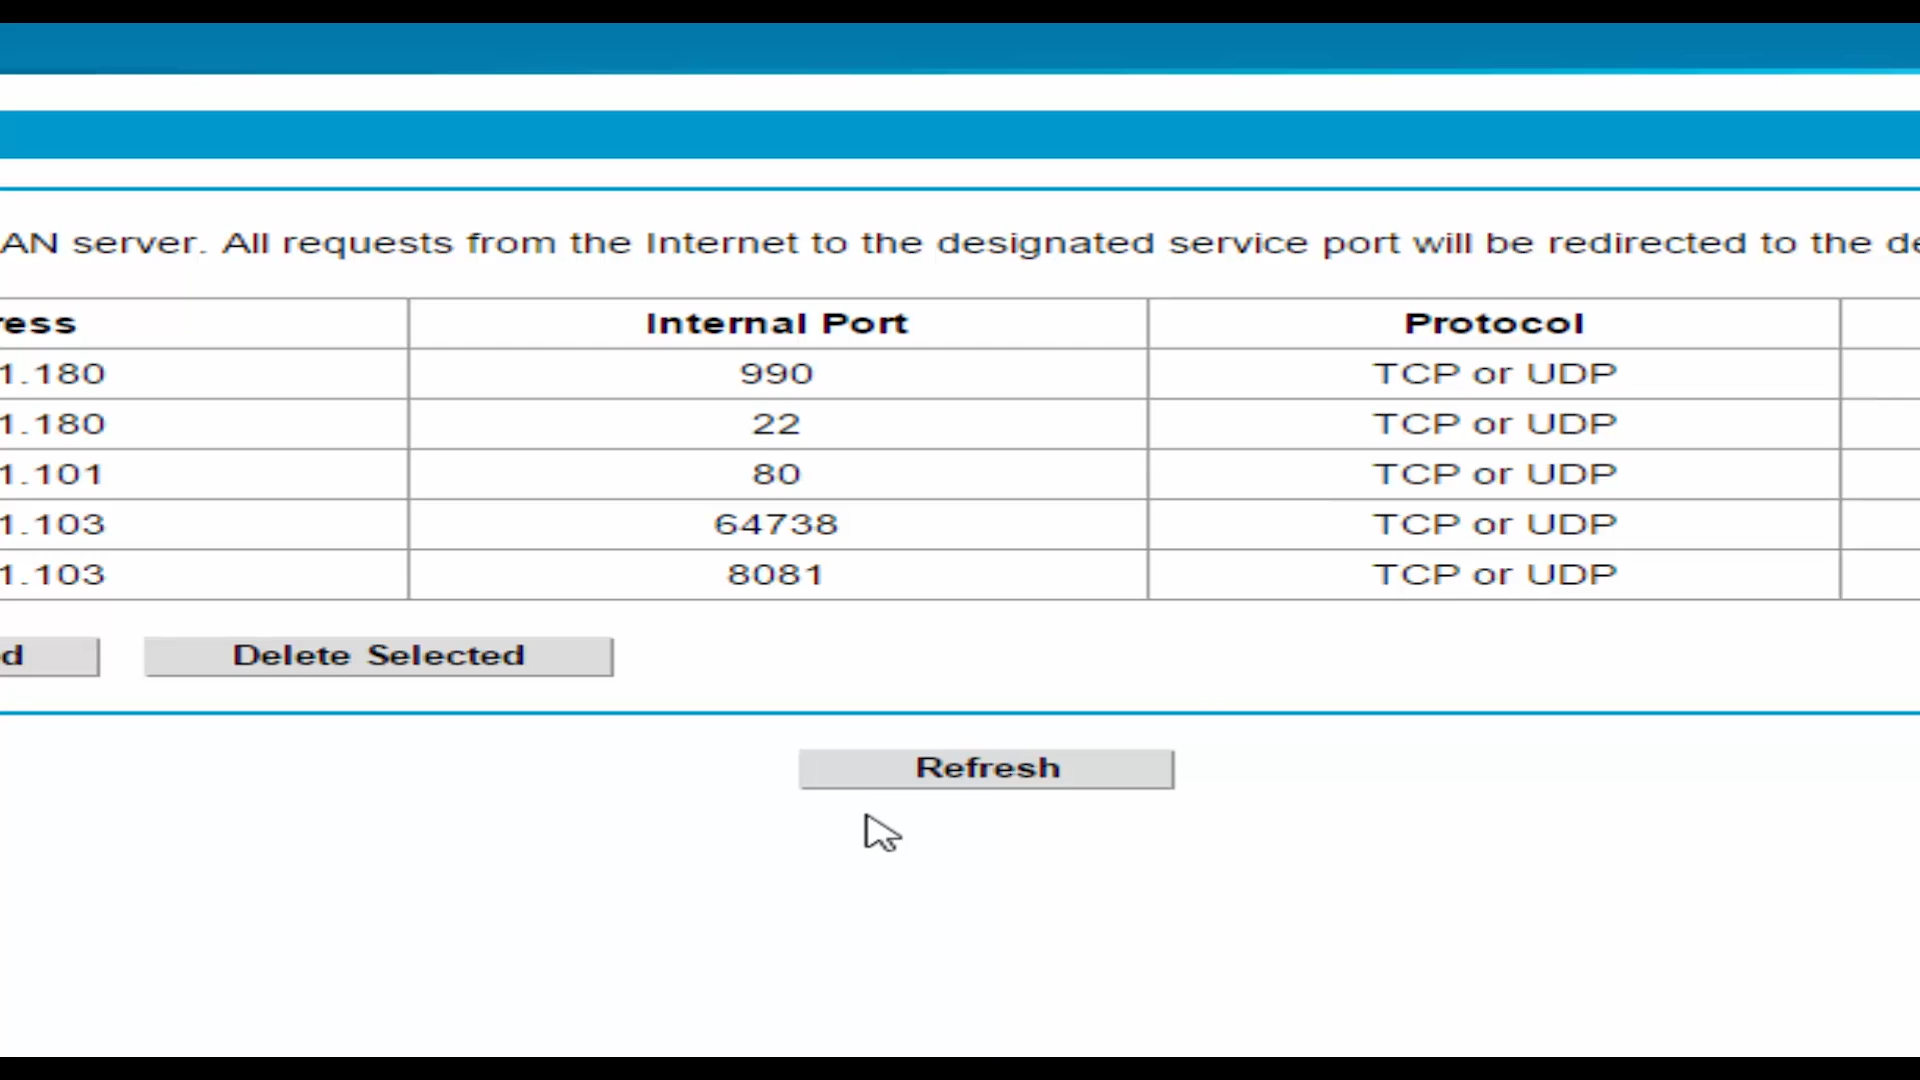 AN server. All requests from the Internet to the designated service port will be redirected to the de
ress Internal Port Protocol
1.180 990 TCP or UDP
1.180 22 TCP or UDP
1.101 80 TCP or UDP
1.103 64738 TCP or UDP
1.103 8081 TCP or UDP
d Delete Selected
Refresh